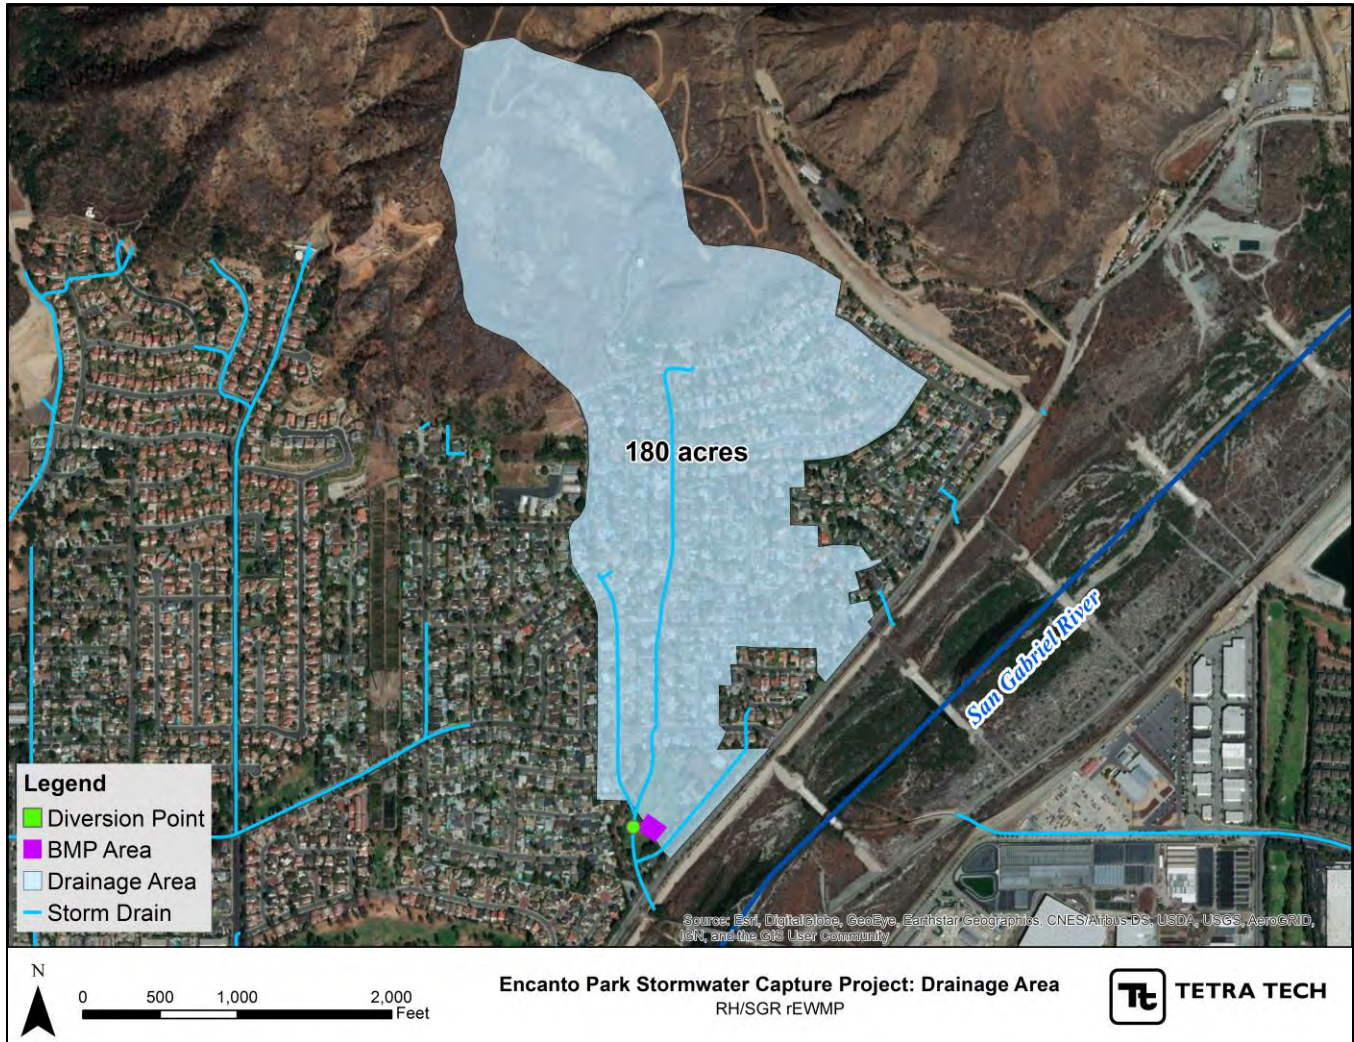 180 acres
San Gabriel River
Legend
Diversion Point
BMP Area
Drainage Area
Storm Drain
Source: Esri, DigitalGlobe, GeoEye, Earthstar Geographics, CNES/Airbus DS, USDA, USGS, AeroGRID,
IGN, and the GIS User Community
N
0 500 1,000 2,000
Feet
Encanto Park Stormwater Capture Project: Drainage Area
RH/SGR rEWMP
Tt TETRA TECH